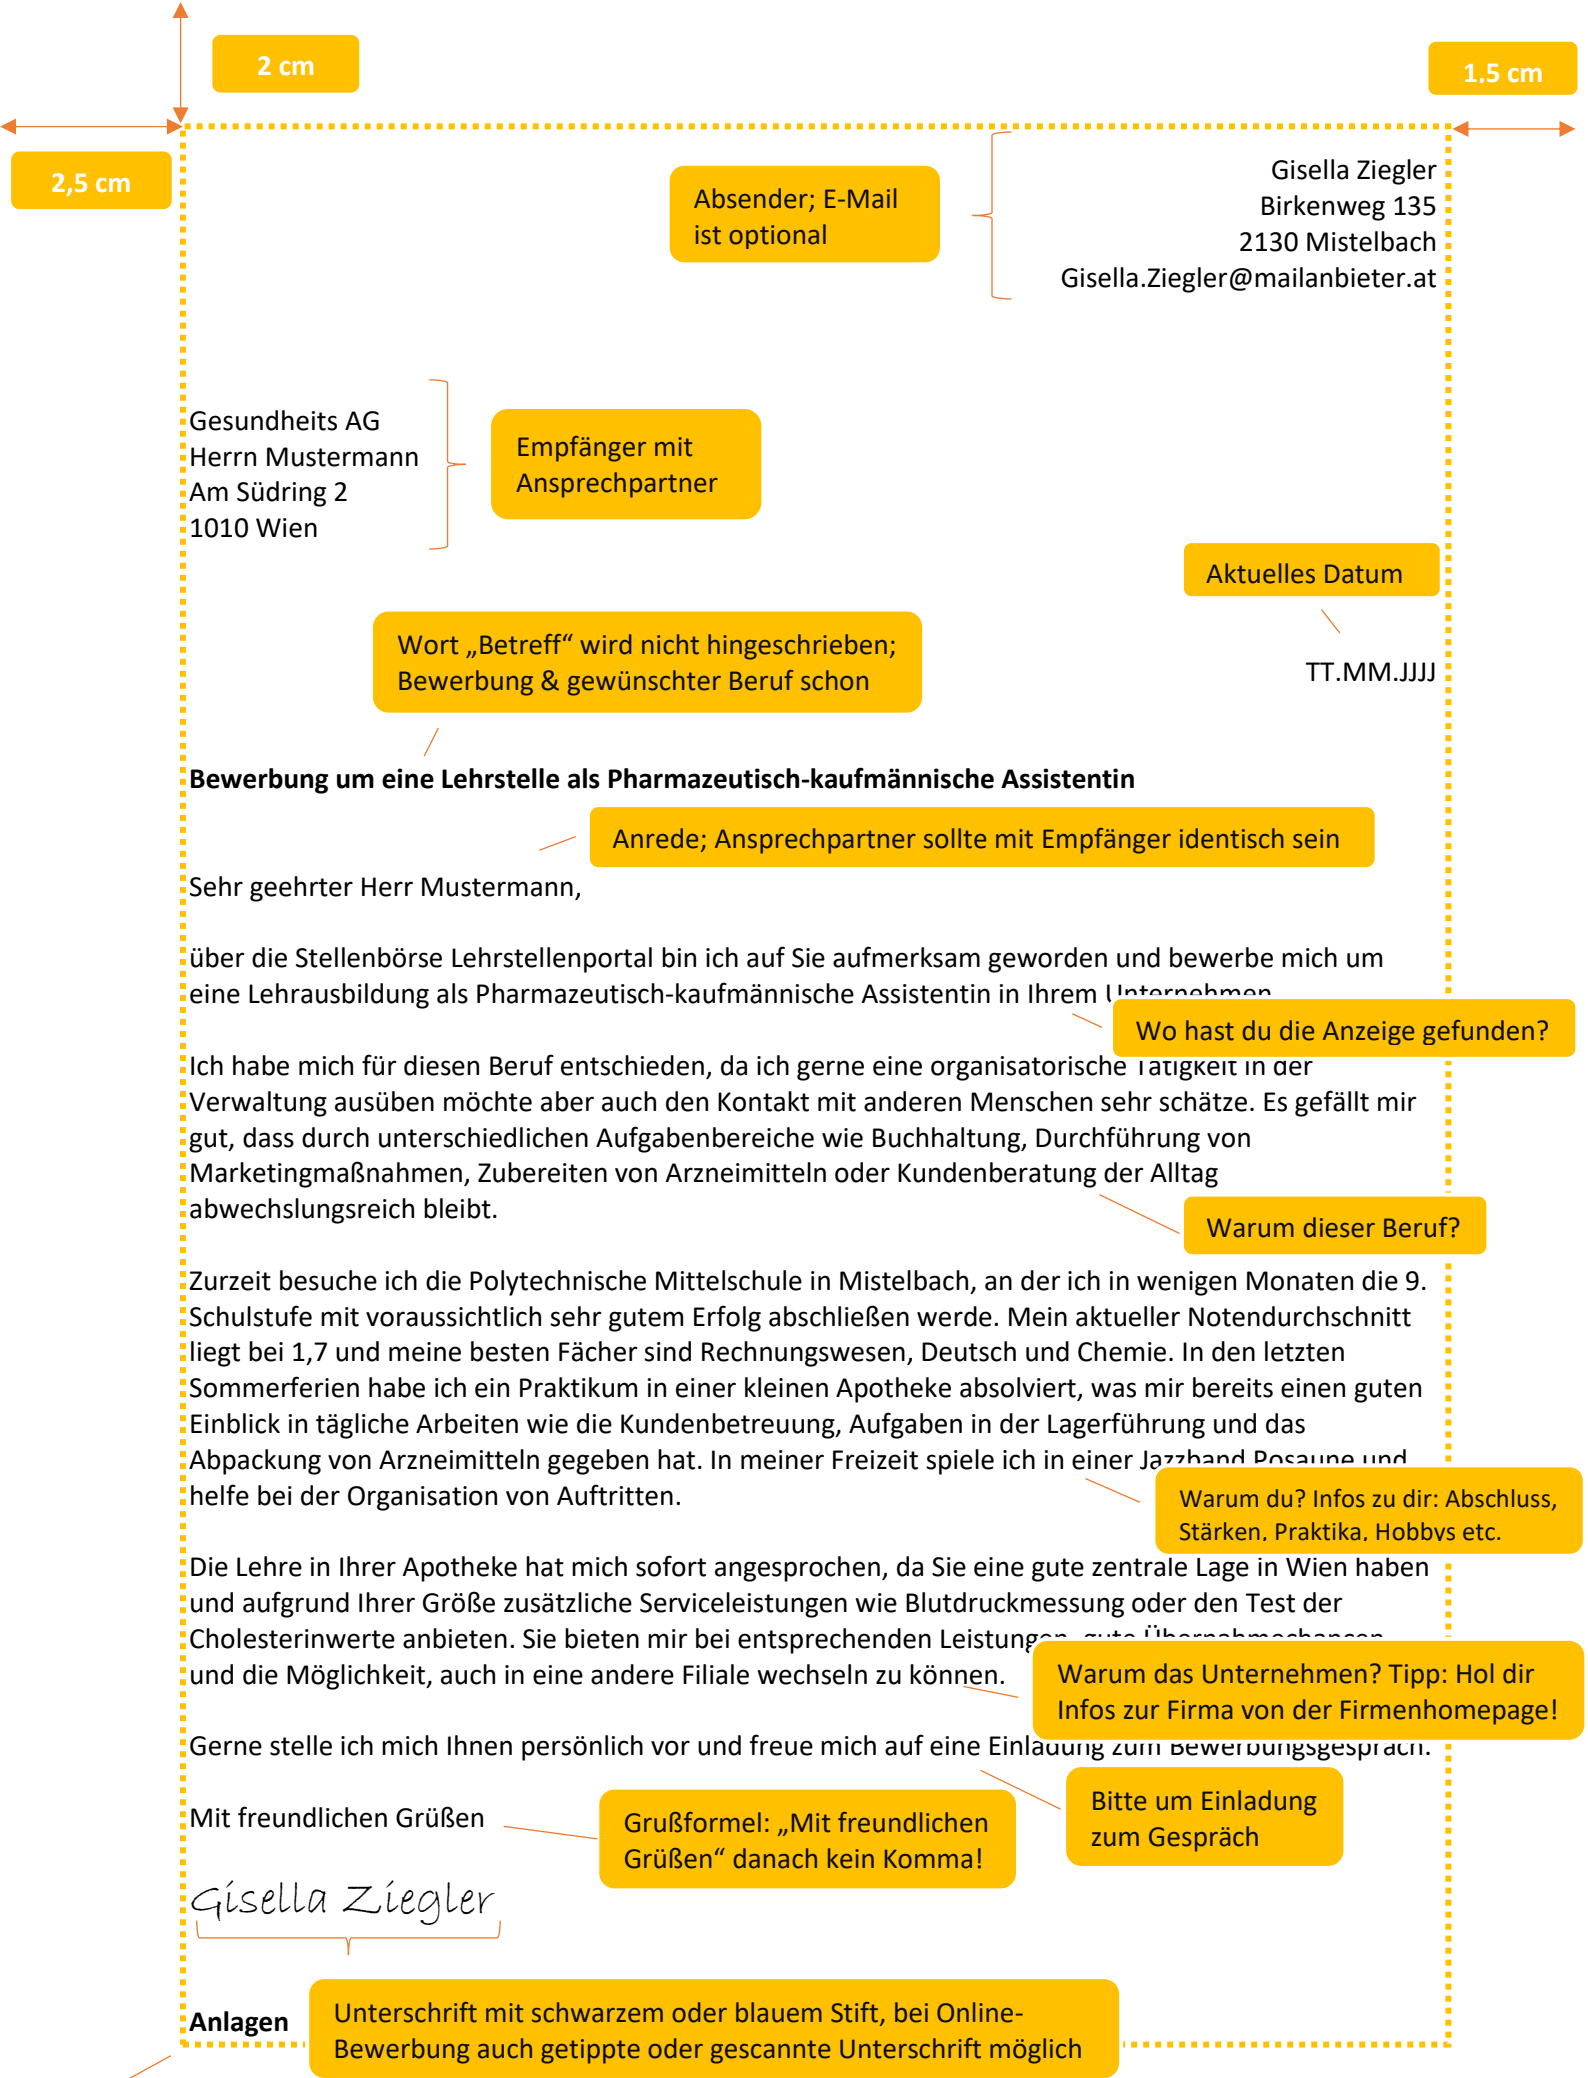 2 cm
1,5 cm
2,5 cm
Absender; E-Mail
ist optional
Gisella Ziegler
Birkenweg 135
2130 Mistelbach
Gisella.Ziegler@mailanbieter.at
Gesundheits AG
Herrn Mustermann
Am Südring 2
1010 Wien
Empfänger mit
Ansprechpartner
Aktuelles Datum
TT.MM.JJJJ
Wort „Betreff“ wird nicht hingeschrieben;
Bewerbung & gewünschter Beruf schon
Bewerbung um eine Lehrstelle als Pharmazeutisch-kaufmännische Assistentin
Anrede; Ansprechpartner sollte mit Empfänger identisch sein
Sehr geehrter Herr Mustermann,
über die Stellenbörse Lehrstellenportal bin ich auf Sie aufmerksam geworden und bewerbe mich um
eine Lehrausbildung als Pharmazeutisch-kaufmännische Assistentin in Ihrem Unternehmen
Wo hast du die Anzeige gefunden?
Ich habe mich für diesen Beruf entschieden, da ich gerne eine organisatorische Tätigkeit in der
Verwaltung ausüben möchte aber auch den Kontakt mit anderen Menschen sehr schätze. Es gefällt mir
gut, dass durch unterschiedlichen Aufgabenbereiche wie Buchhaltung, Durchführung von
Marketingmaßnahmen, Zubereiten von Arzneimitteln oder Kundenberatung der Alltag
abwechslungsreich bleibt.
Warum dieser Beruf?
Zurzeit besuche ich die Polytechnische Mittelschule in Mistelbach, an der ich in wenigen Monaten die 9.
Schulstufe mit voraussichtlich sehr gutem Erfolg abschließen werde. Mein aktueller Notendurchschnitt
liegt bei 1,7 und meine besten Fächer sind Rechnungswesen, Deutsch und Chemie. In den letzten
Sommerferien habe ich ein Praktikum in einer kleinen Apotheke absolviert, was mir bereits einen guten
Einblick in tägliche Arbeiten wie die Kundenbetreuung, Aufgaben in der Lagerführung und das
Abpackung von Arzneimitteln gegeben hat. In meiner Freizeit spiele ich in einer Jazzband Posaune und
helfe bei der Organisation von Auftritten.
Warum du? Infos zu dir: Abschluss,
Stärken, Praktika, Hobbys etc.
Die Lehre in Ihrer Apotheke hat mich sofort angesprochen, da Sie eine gute zentrale Lage in Wien haben
und aufgrund Ihrer Größe zusätzliche Serviceleistungen wie Blutdruckmessung oder den Test der
Cholesterinwerte anbieten. Sie bieten mir bei entsprechenden Leistungen gute Übernahmechancen
und die Möglichkeit, auch in eine andere Filiale wechseln zu können.
Warum das Unternehmen? Tipp: Hol dir
Infos zur Firma von der Firmenhomepage!
Gerne stelle ich mich Ihnen persönlich vor und freue mich auf eine Einladung zum Bewerbungsgespräch.
Bitte um Einladung
zum Gespräch
Mit freundlichen Grüßen
Grußformel: „Mit freundlichen
Grüßen“ danach kein Komma!
Gisella Ziegler
Anlagen
Unterschrift mit schwarzem oder blauem Stift, bei Online-
Bewerbung auch getippte oder gescannte Unterschrift möglich